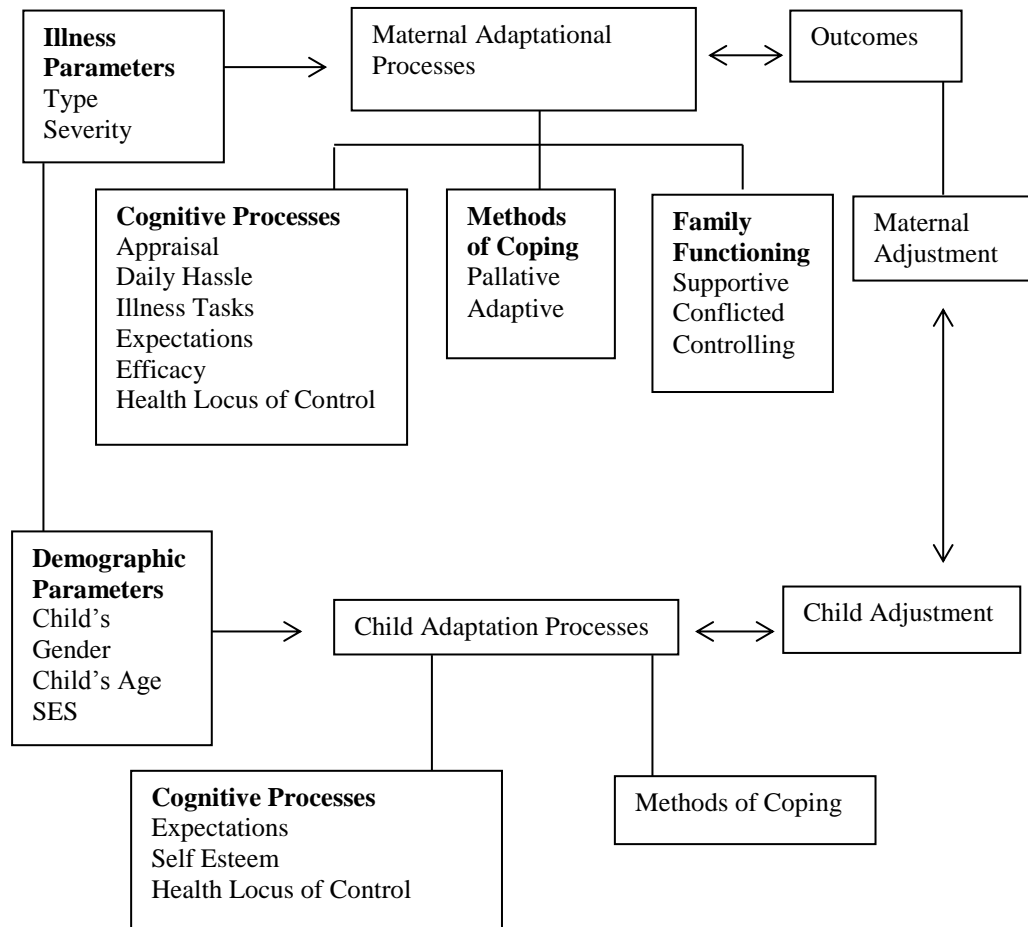 Illness
Parameters
Type
Severity
Maternal Adaptational
Processes
Outcomes
Cognitive Processes
Appraisal
Daily Hassle
Illness Tasks
Expectations
Efficacy
Health Locus of Control
Methods
of Coping
Pallative
Adaptive
Family
Functioning
Supportive
Conflicted
Controlling
Maternal
Adjustment
Demographic
Parameters
Child’s
Gender
Child’s Age
SES
Child Adaptation Processes
Child Adjustment
Cognitive Processes
Expectations
Self Esteem
Health Locus of Control
Methods of Coping